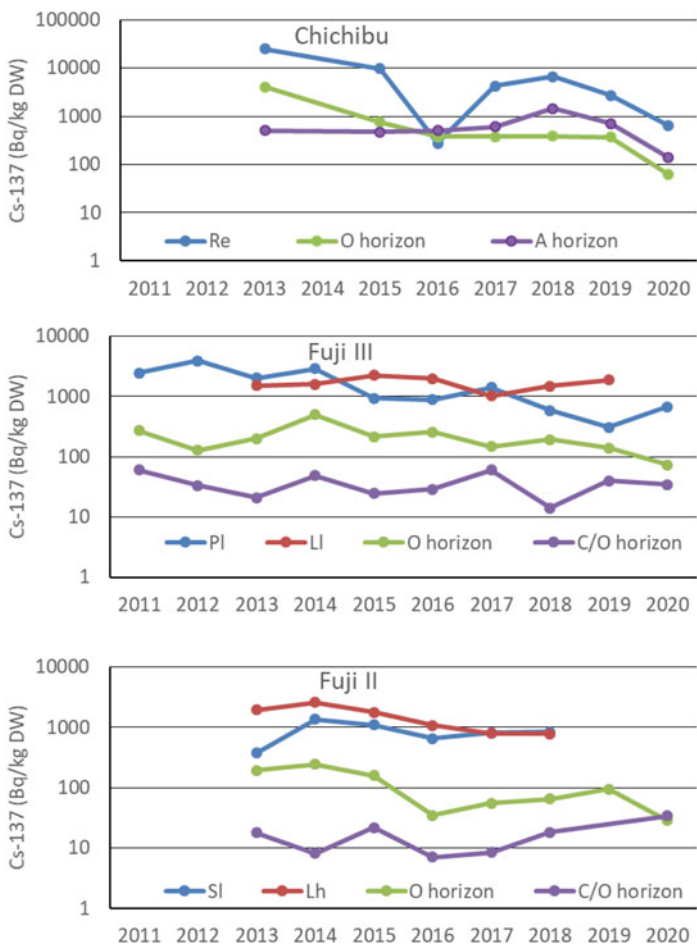 Chichibu
Cs-137 (Bq/kg DW)
100000
10000
1000
100
10
1
Re O horizon A horizon
2011 2012 2013 2014 2015 2016 2017 2018 2019 2020
Fuji III
Cs-137 (Bq/kg DW)
10000
1000
100
10
1
Pl Ll O horizon C/O horizon
2011 2012 2013 2014 2015 2016 2017 2018 2019 2020
Fuji II
Cs-137 (Bq/kg DW)
10000
1000
100
10
1
Sl Lh O horizon C/O horizon
2011 2012 2013 2014 2015 2016 2017 2018 2019 2020